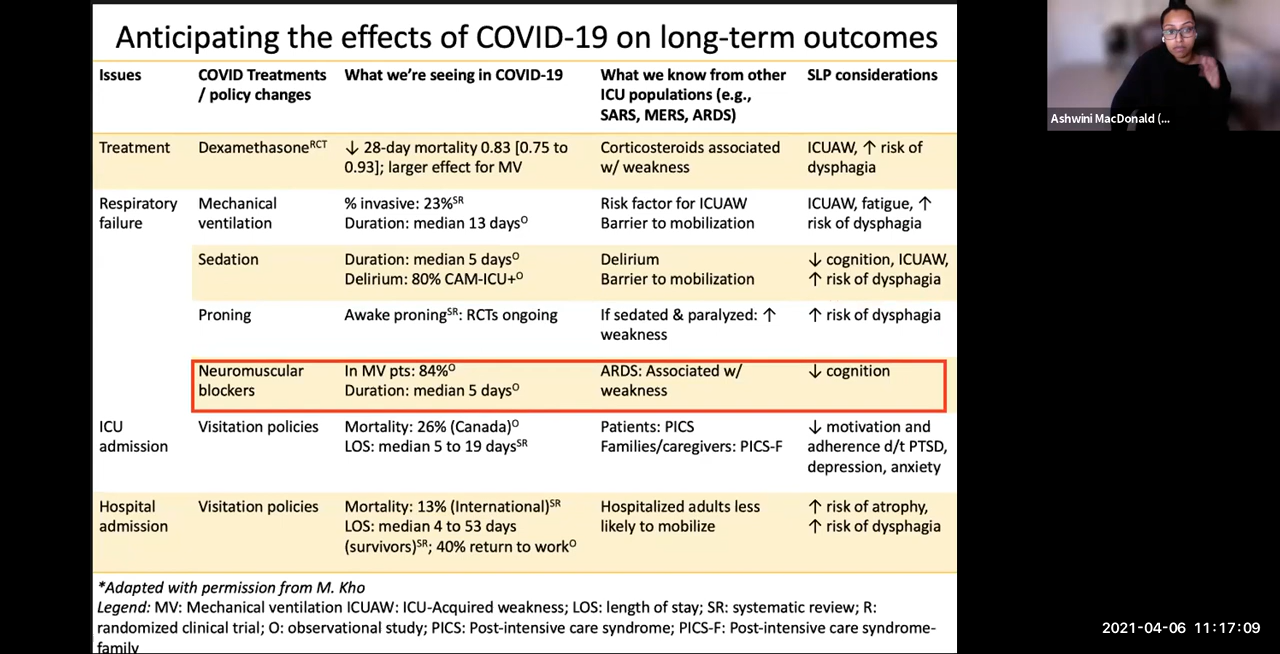 Anticipating the effects of COVID-19 on long-term outcomes
Issues
COVID Treatments
/ policy changes
What we're seeing in COVID-19
What we know from other
ICU populations (e.g.,
SARS, MERS, ARDS)
SLP considerations
Treatment
Dexamethasone^RCT
↓ 28-day mortality 0.83 [0.75 to
0.93]; larger effect for MV
Corticosteroids associated
w/ weakness
ICUAW, ↑ risk of
dysphagia
Respiratory
failure
Mechanical
ventilation
% invasive: 23%^SR
Duration: median 13 days^O
Risk factor for ICUAW
Barrier to mobilization
ICUAW, fatigue, ↑
risk of dysphagia
Sedation
Duration: median 5 days^O
Delirium: 80% CAM-ICU+^O
Delirium
Barrier to mobilization
↓ cognition, ICUAW,
↑ risk of dysphagia
Proning
Awake proning^SR: RCTs ongoing
If sedated & paralyzed: ↑
weakness
↑ risk of dysphagia
Neuromuscular
blockers
In MV pts: 84%^O
Duration: median 5 days^O
ARDS: Associated w/
weakness
↓ cognition
ICU
admission
Visitation policies
Mortality: 26% (Canada)^O
LOS: median 5 to 19 days^SR
Patients: PICS
Families/caregivers: PICS-F
↓ motivation and
adherence d/t PTSD,
depression, anxiety
Hospital
admission
Visitation policies
Mortality: 13% (International)^SR
LOS: median 4 to 53 days
(survivors)^SR; 40% return to work^O
Hospitalized adults less
likely to mobilize
↑ risk of atrophy,
↑ risk of dysphagia
*Adapted with permission from M. Kho
Legend: MV: Mechanical ventilation ICUAW: ICU-Acquired weakness; LOS: length of stay; SR: systematic review; R:
randomized clinical trial; O: observational study; PICS: Post-intensive care syndrome; PICS-F: Post-intensive care syndrome-
family
Ashwini MacDonald (...
2021-04-06 11:17:09